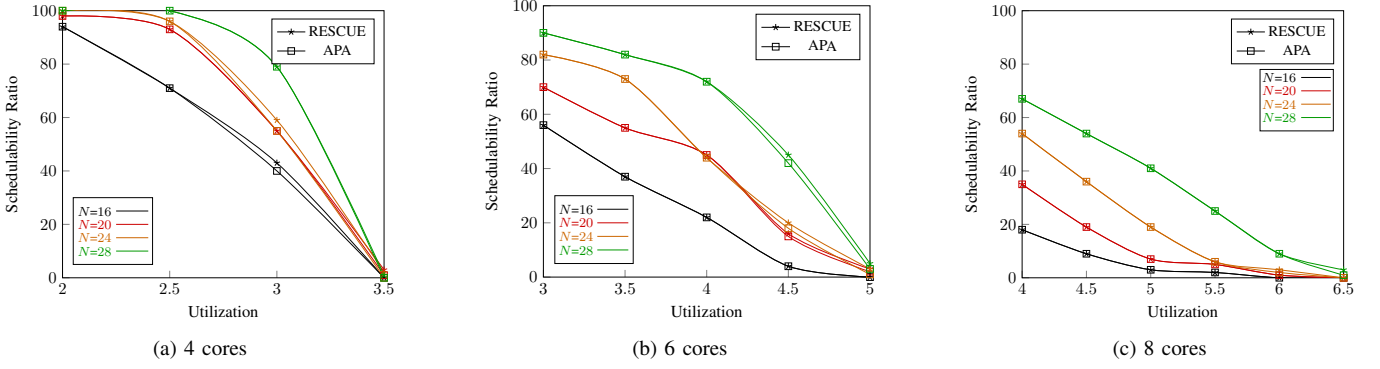 100
80
60
40
20
0
Schedulability Ratio
RESCUE
APA
N=16
N=20
N=24
N=28
2
2.5
3
3.5
Utilization
(a) 4 cores
100
80
60
40
20
0
Schedulability Ratio
RESCUE
APA
N=16
N=20
N=24
N=28
3
3.5
4
4.5
5
Utilization
(b) 6 cores
100
80
60
40
20
0
Schedulability Ratio
RESCUE
APA
N=16
N=20
N=24
N=28
4
4.5
5
5.5
6
6.5
Utilization
(c) 8 cores